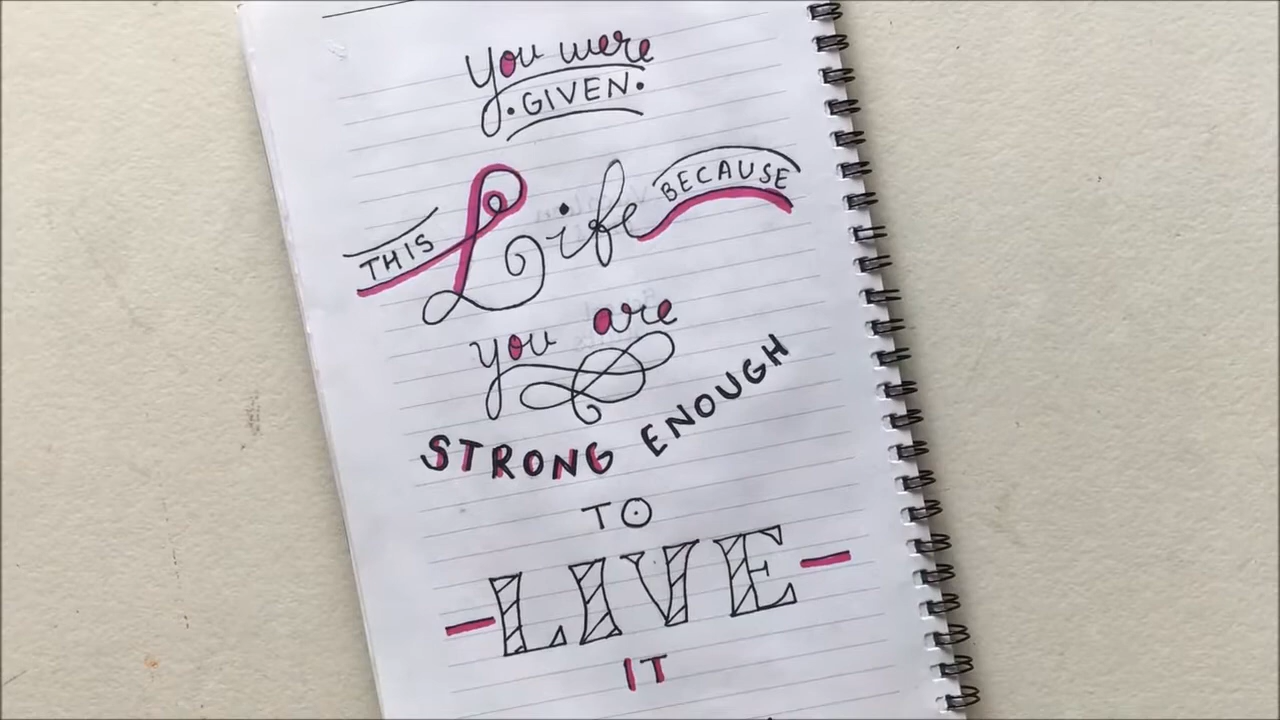 you were
•GIVEN•
THIS Life BECAUSE
you are
STRONG ENOUGH
TO
-LIVE-
IT